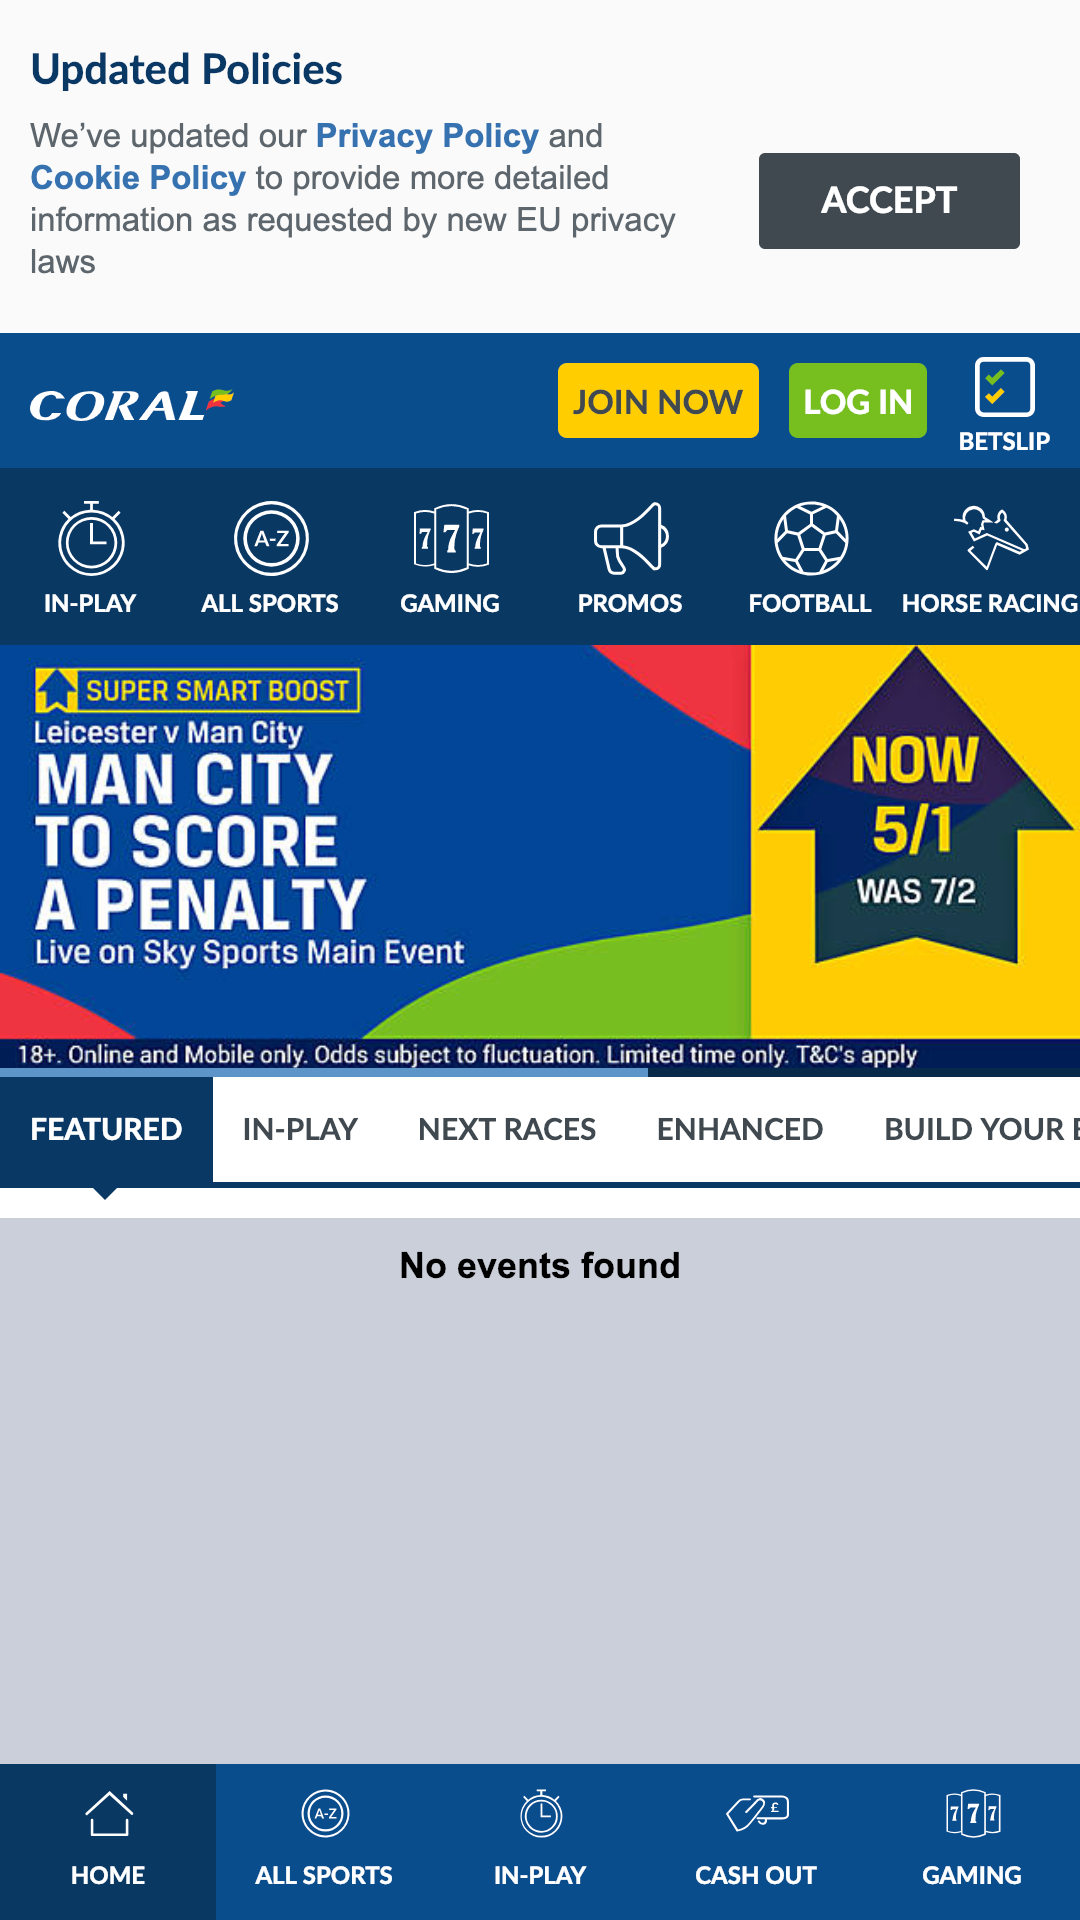 Updated Policies
We’ve updated our Privacy Policy and
Cookie Policy to provide more detailed
information as requested by new EU privacy
laws
ACCEPT
CORAL
JOIN NOW
LOG IN
BETSLIP
A-Z
7 7 7
IN-PLAY
ALL SPORTS
GAMING
PROMOS
FOOTBALL
HORSE RACING
SUPER SMART BOOST
Leicester v Man City
MAN CITY
TO SCORE
A PENALTY
Live on Sky Sports Main Event
NOW
5/1
WAS 7/2
18+. Online and Mobile only. Odds subject to fluctuation. Limited time only. T&C's apply
FEATURED
IN-PLAY
NEXT RACES
ENHANCED
BUILD YOUR
No events found
A-Z
£
7 7 7
HOME
ALL SPORTS
IN-PLAY
CASH OUT
GAMING